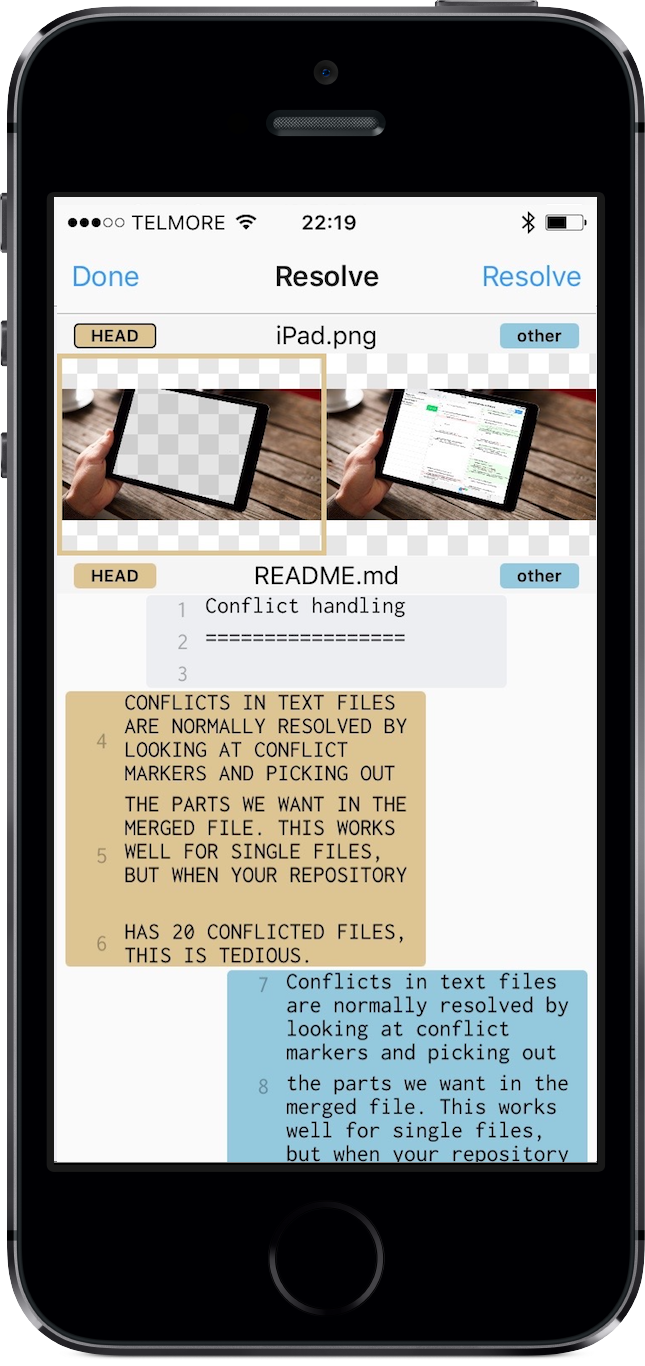 ●●●○○ TELMORE 22:19
Done Resolve Resolve
HEAD iPad.png other
HEAD README.md other
1 Conflict handling
2 =================
3
4 CONFLICTS IN TEXT FILES
ARE NORMALLY RESOLVED BY
LOOKING AT CONFLICT
MARKERS AND PICKING OUT
5 THE PARTS WE WANT IN THE
MERGED FILE. THIS WORKS
WELL FOR SINGLE FILES,
BUT WHEN YOUR REPOSITORY
6 HAS 20 CONFLICTED FILES,
THIS IS TEDIOUS.
7 Conflicts in text files
are normally resolved by
looking at conflict
markers and picking out
8 the parts we want in the
merged file. This works
well for single files,
but when your repository